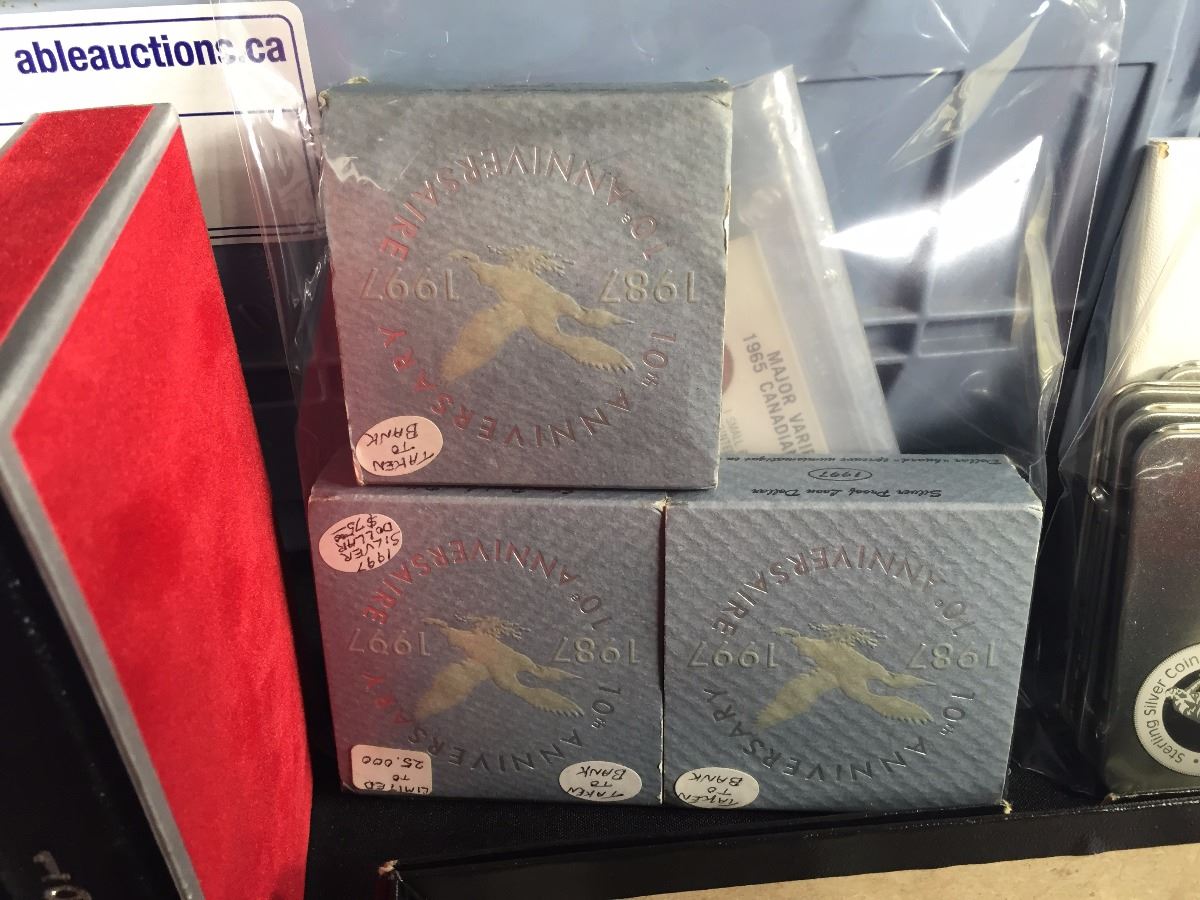 ableauctions.ca
10e ANNIVERSAIRE
1987 1997
10th ANNIVERSARY
TAKEN
TO
BANK
MAJOR VARI
1965 CANADIAN
SMALL
Silver Proof Loon Dollar
1997
1997
SILVER
DOLLAR
$75
10e ANNIVERSAIRE
1987 1997
10th ANNIVERSARY
LIMITED
TO
25.000
TAKEN
TO
BANK
10e ANNIVERSAIRE
1987 1997
10th ANNIVERSARY
TAKEN
TO
BANK
Sterling Silver Coin